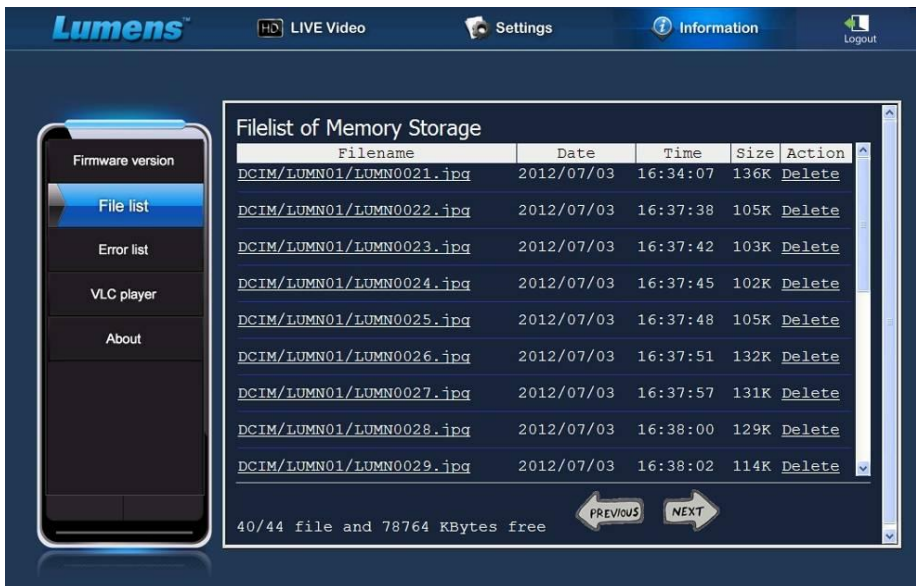 Lumens™ LIVE Video Settings Information Logout
Filelist of Memory Storage
Filename Date Time Size Action
DCIM/LUMN01/LUMN0021.jpg 2012/07/03 16:34:07 136K Delete
DCIM/LUMN01/LUMN0022.jpg 2012/07/03 16:37:38 105K Delete
DCIM/LUMN01/LUMN0023.jpg 2012/07/03 16:37:42 103K Delete
DCIM/LUMN01/LUMN0024.jpg 2012/07/03 16:37:45 102K Delete
DCIM/LUMN01/LUMN0025.jpg 2012/07/03 16:37:48 105K Delete
DCIM/LUMN01/LUMN0026.jpg 2012/07/03 16:37:51 132K Delete
DCIM/LUMN01/LUMN0027.jpg 2012/07/03 16:37:57 131K Delete
DCIM/LUMN01/LUMN0028.jpg 2012/07/03 16:38:00 129K Delete
DCIM/LUMN01/LUMN0029.jpg 2012/07/03 16:38:02 114K Delete
PREVIOUS NEXT
40/44 file and 78764 KBytes free
Firmware version
File list
Error list
VLC player
About
HD